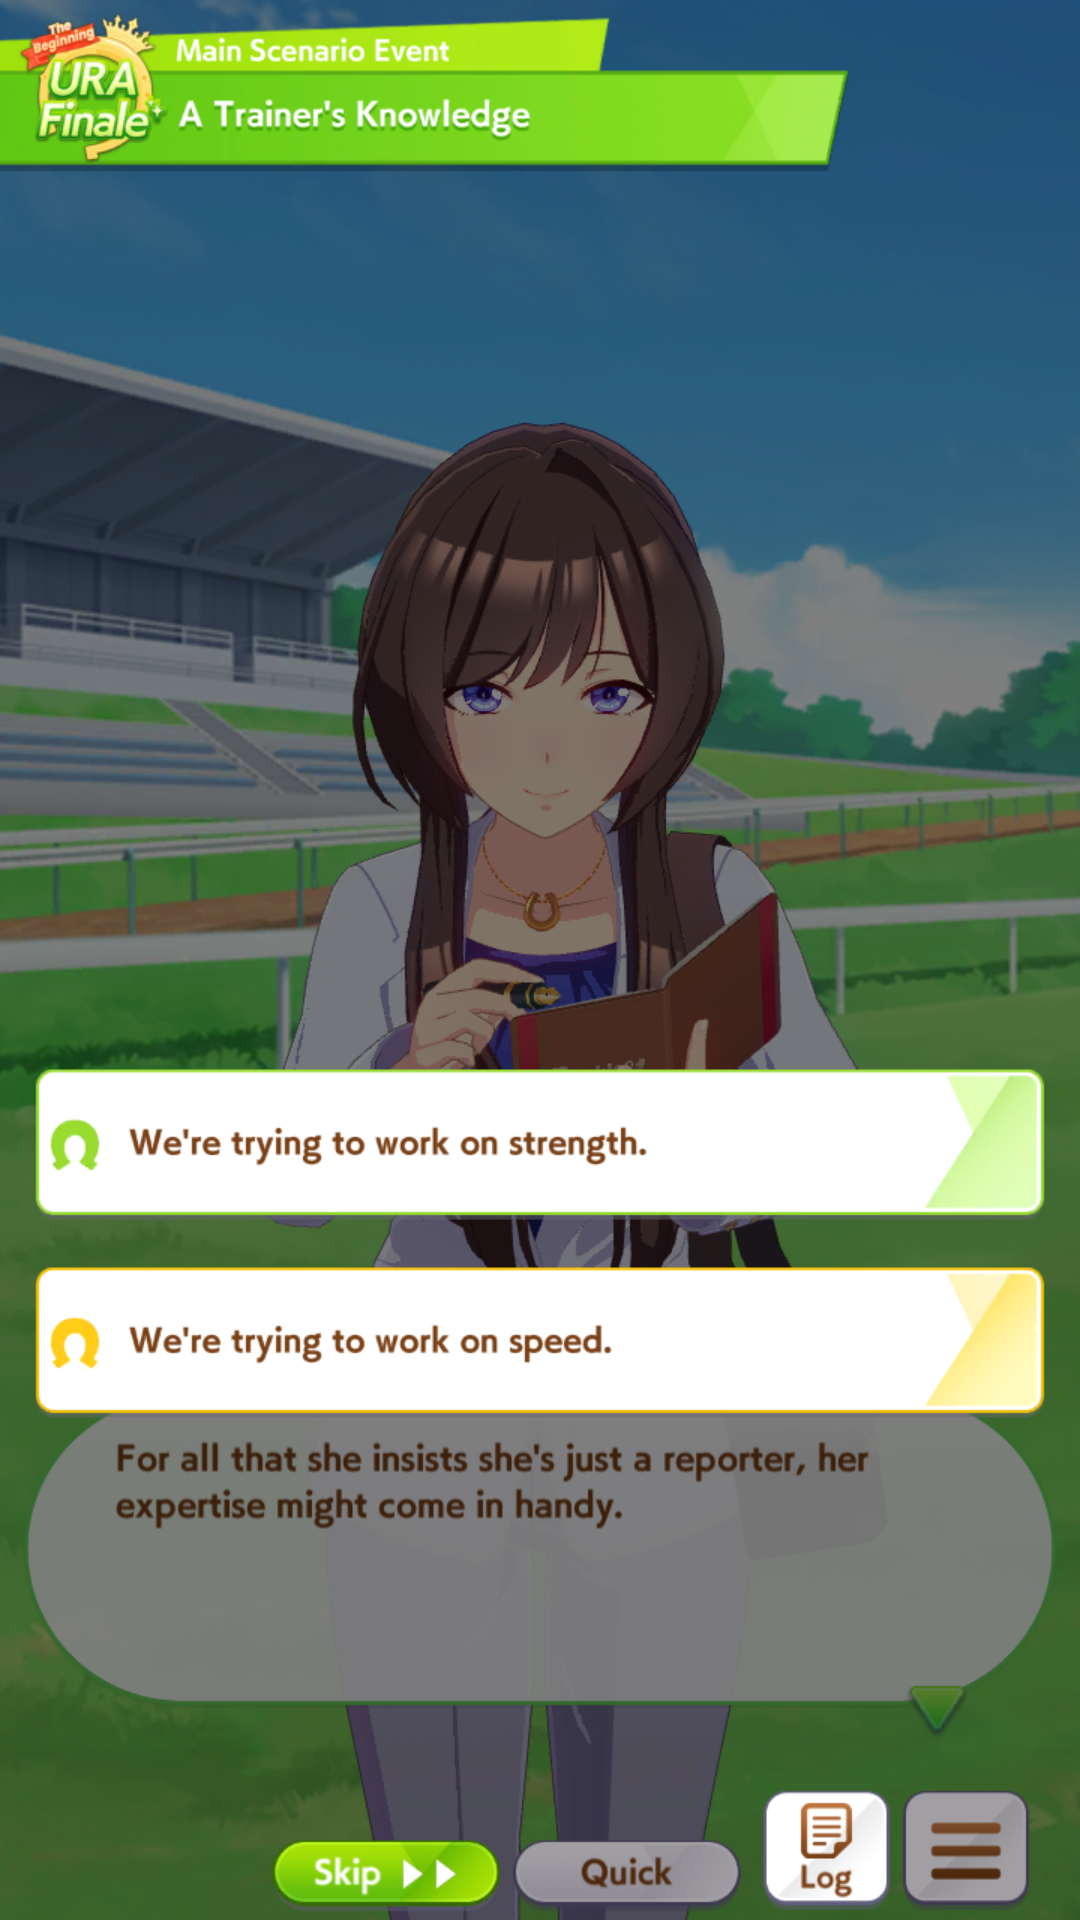 The
Beginning
URA
Finale
Main Scenario Event
A Trainer's Knowledge
We're trying to work on strength.
We're trying to work on speed.
For all that she insists she's just a reporter, her
expertise might come in handy.
Skip
Quick
Log